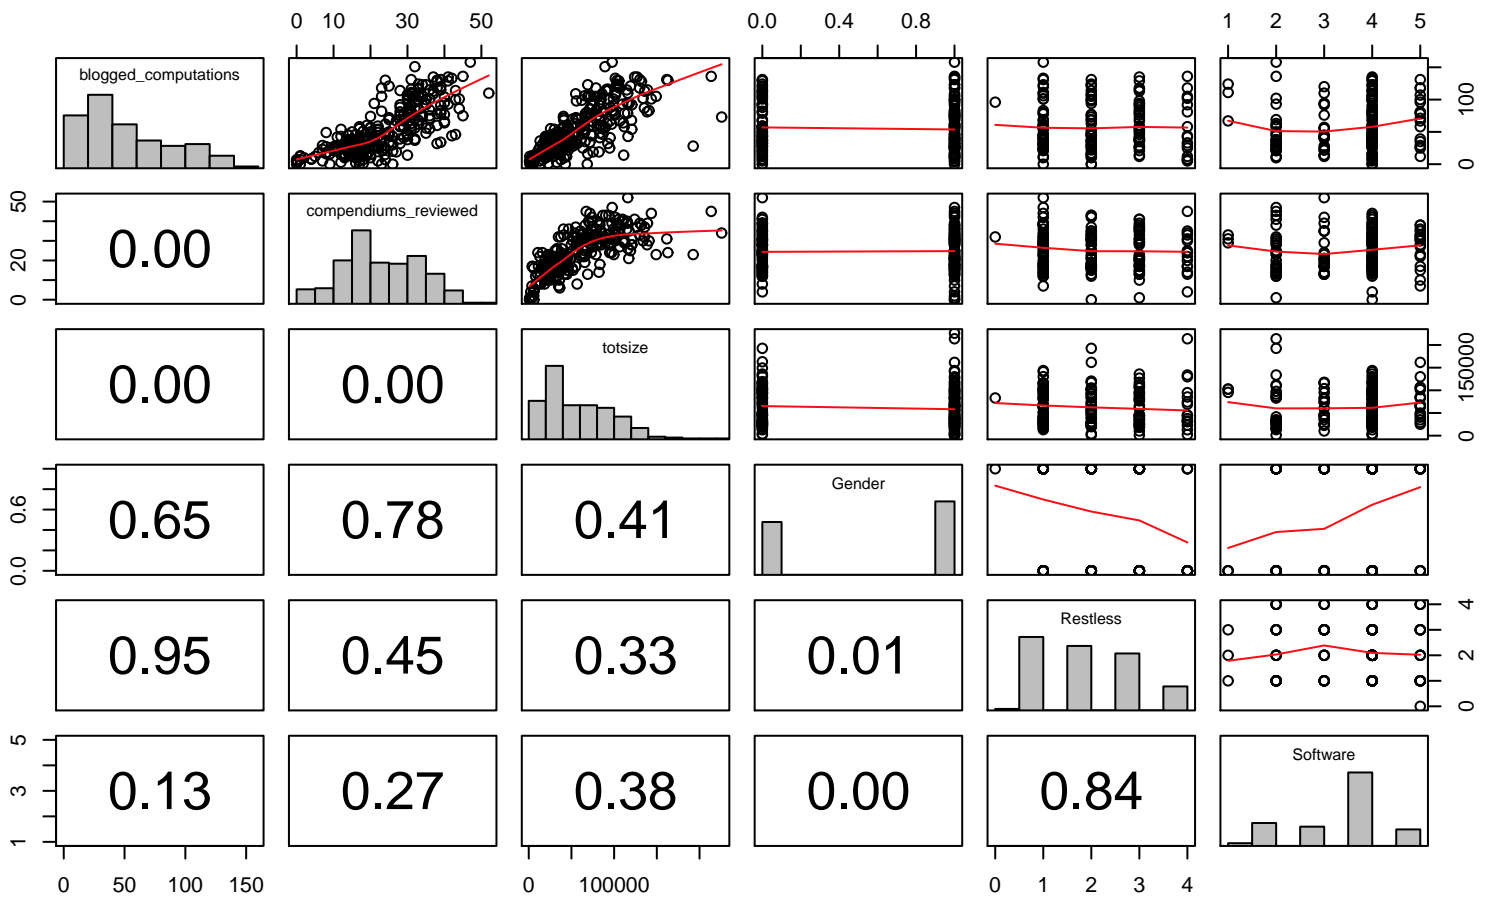 0 10 30 50 0.0 0.4 0.8 1 2 3 4 5
blogged_computations
0 100
compendiums_reviewed
0 20 50
0.00
totsize
0 150000
0.00 0.00
Gender
0.0 0.6
0.65 0.78 0.41
Restless
0 2 4
0.95 0.45 0.33 0.01
Software
1 3 5
0.13 0.27 0.38 0.00 0.84
0 50 100 150 0 100000 0 1 2 3 4